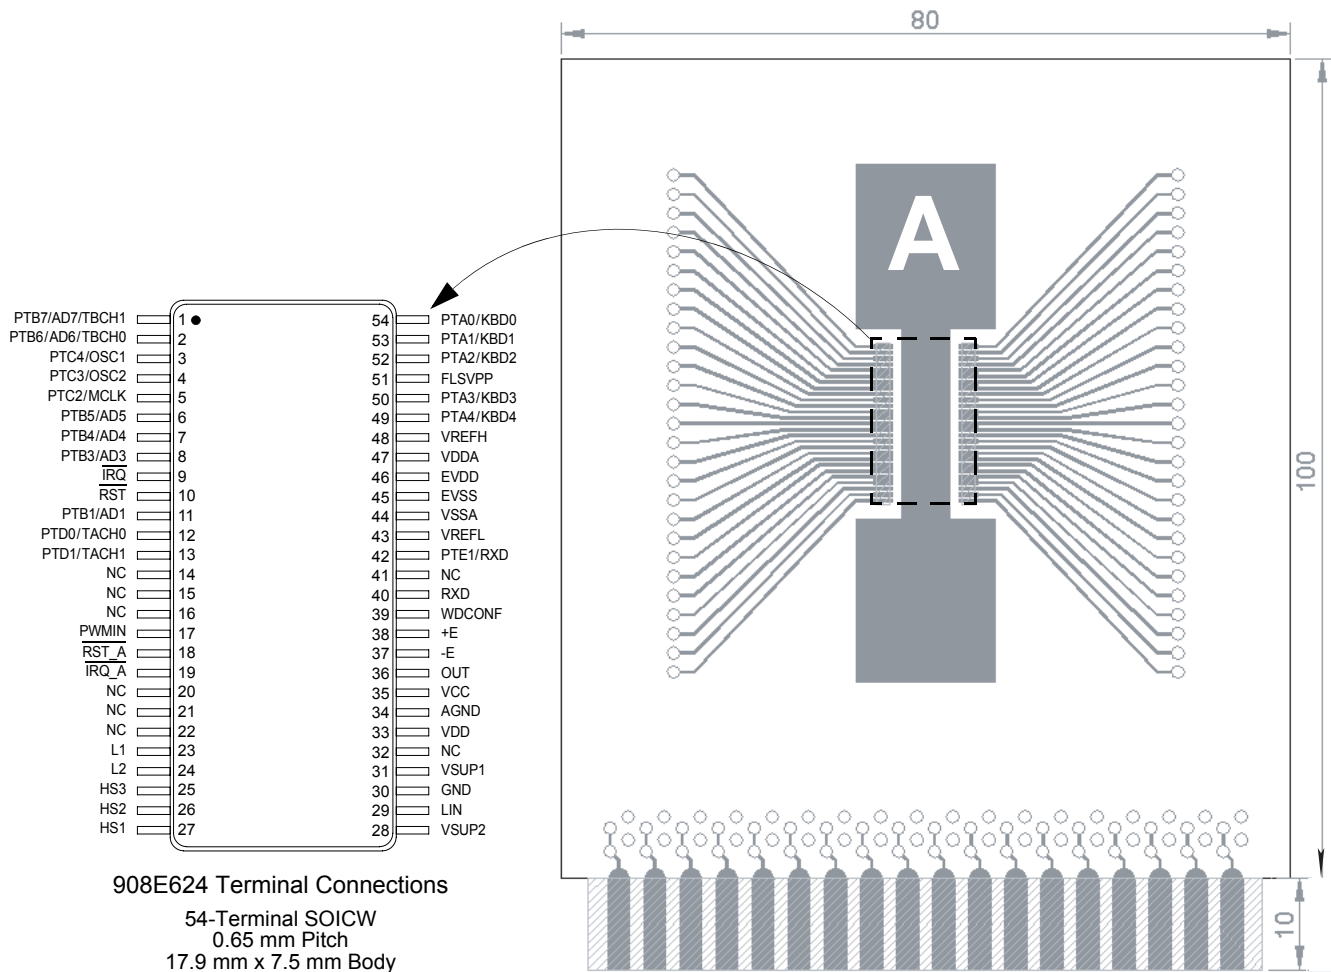 80
A
100
10
PTB7/AD7/TBCH1 1 54 PTA0/KBD0
PTB6/AD6/TBCH0 2 53 PTA1/KBD1
PTC4/OSC1 3 52 PTA2/KBD2
PTC3/OSC2 4 51 FLSVPP
PTC2/MCLK 5 50 PTA3/KBD3
PTB5/AD5 6 49 PTA4/KBD4
PTB4/AD4 7 48 VREFH
PTB3/AD3 8 47 VDDA
IRQ 9 46 EVDD
RST 10 45 EVSS
PTB1/AD1 11 44 VSSA
PTD0/TACH0 12 43 VREFL
PTD1/TACH1 13 42 PTE1/RXD
NC 14 41 NC
NC 15 40 RXD
NC 16 39 WDCONF
PWMIN 17 38 +E
RST_A 18 37 -E
IRQ_A 19 36 OUT
NC 20 35 VCC
NC 21 34 AGND
NC 22 33 VDD
L1 23 32 NC
L2 24 31 VSUP1
HS3 25 30 GND
HS2 26 29 LIN
HS1 27 28 VSUP2
908E624 Terminal Connections
54-Terminal SOICW
0.65 mm Pitch
17.9 mm x 7.5 mm Body